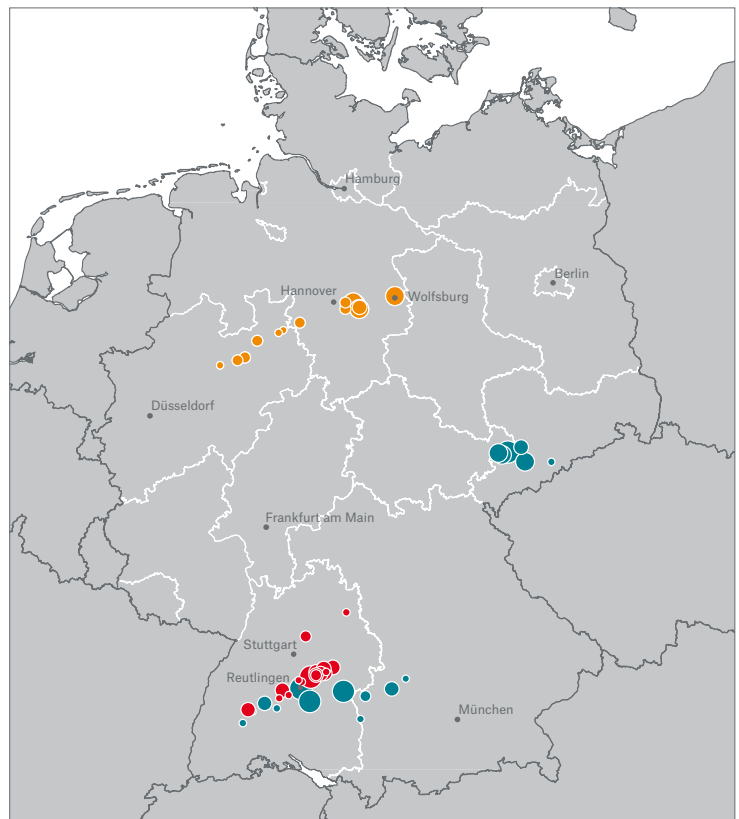 Hamburg
Berlin
Hannover
Wolfsburg
Düsseldorf
Frankfurt am Main
Stuttgart
Reutlingen
München